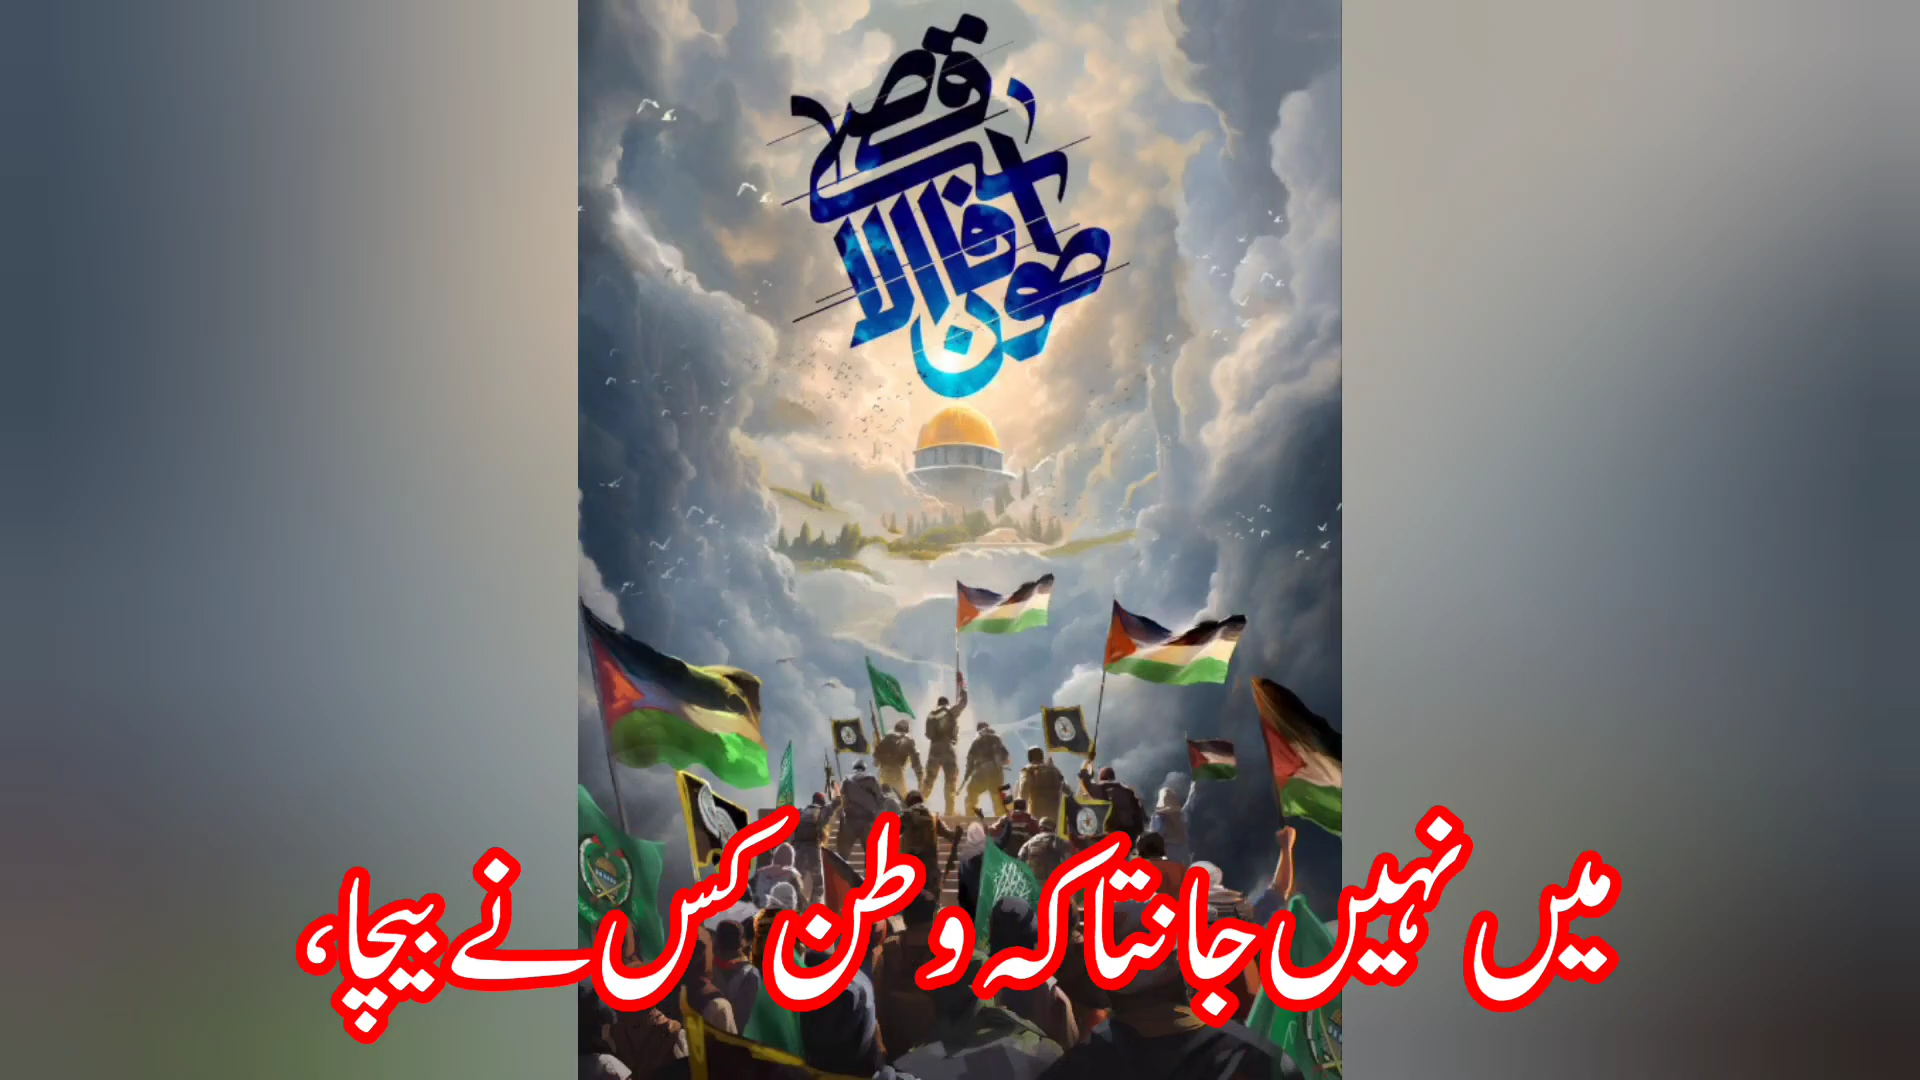 طوفان الاقصى
میں نہیں جانتا کہ وطن کس نے بیچا،